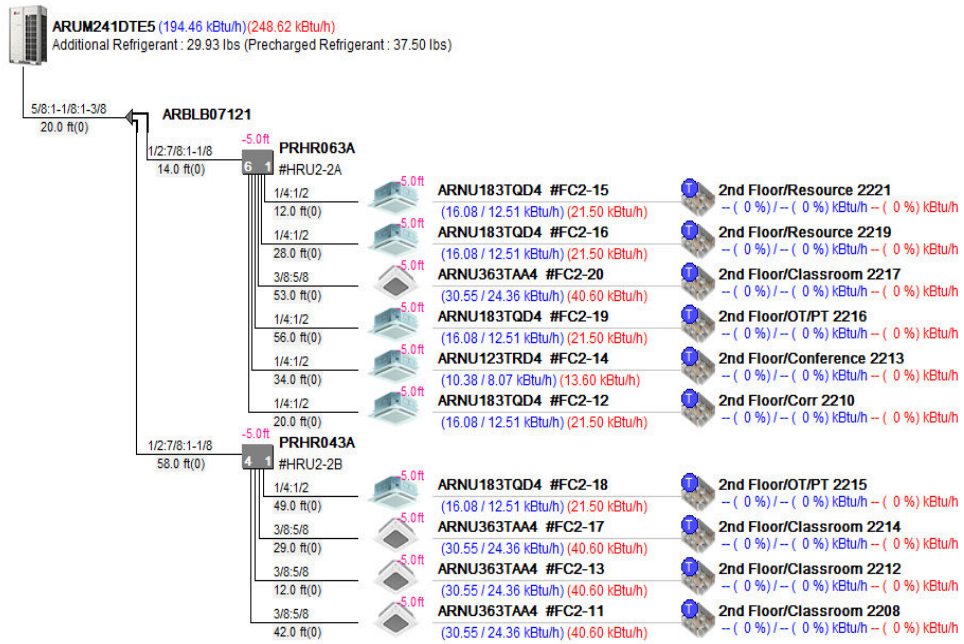 ARUM241DTE5 (194.46 kBtu/h)(248.62 kBtu/h)
Additional Refrigerant : 29.93 lbs (Precharged Refrigerant : 37.50 lbs)
5/8:1-1/8:1-3/8
20.0 ft(0)
ARBLB07121
1/2:7/8:1-1/8
14.0 ft(0)
-5.0ft
PRHR063A
6 1 #HRU2-2A
1/4:1/2
12.0 ft(0)
-5.0ft
ARNU183TQD4 #FC2-15
(16.08 / 12.51 kBtu/h) (21.50 kBtu/h)
T 2nd Floor/Resource 2221
-- ( 0 %) / -- ( 0 %) kBtu/h -- ( 0 %) kBtu/h
1/4:1/2
28.0 ft(0)
-5.0ft
ARNU183TQD4 #FC2-16
(16.08 / 12.51 kBtu/h) (21.50 kBtu/h)
T 2nd Floor/Resource 2219
-- ( 0 %) / -- ( 0 %) kBtu/h -- ( 0 %) kBtu/h
3/8:5/8
53.0 ft(0)
-5.0ft
ARNU363TAA4 #FC2-20
(30.55 / 24.36 kBtu/h) (40.60 kBtu/h)
T 2nd Floor/Classroom 2217
-- ( 0 %) / -- ( 0 %) kBtu/h -- ( 0 %) kBtu/h
1/4:1/2
56.0 ft(0)
-5.0ft
ARNU183TQD4 #FC2-19
(16.08 / 12.51 kBtu/h) (21.50 kBtu/h)
T 2nd Floor/OT/PT 2216
-- ( 0 %) / -- ( 0 %) kBtu/h -- ( 0 %) kBtu/h
1/4:1/2
34.0 ft(0)
-5.0ft
ARNU123TRD4 #FC2-14
(10.38 / 8.07 kBtu/h) (13.60 kBtu/h)
T 2nd Floor/Conference 2213
-- ( 0 %) / -- ( 0 %) kBtu/h -- ( 0 %) kBtu/h
1/4:1/2
20.0 ft(0)
-5.0ft
ARNU183TQD4 #FC2-12
(16.08 / 12.51 kBtu/h) (21.50 kBtu/h)
T 2nd Floor/Corr 2210
-- ( 0 %) / -- ( 0 %) kBtu/h -- ( 0 %) kBtu/h
1/2:7/8:1-1/8
58.0 ft(0)
-5.0ft
PRHR043A
4 1 #HRU2-2B
1/4:1/2
49.0 ft(0)
-5.0ft
ARNU183TQD4 #FC2-18
(16.08 / 12.51 kBtu/h) (21.50 kBtu/h)
T 2nd Floor/OT/PT 2215
-- ( 0 %) / -- ( 0 %) kBtu/h -- ( 0 %) kBtu/h
3/8:5/8
29.0 ft(0)
-5.0ft
ARNU363TAA4 #FC2-17
(30.55 / 24.36 kBtu/h) (40.60 kBtu/h)
T 2nd Floor/Classroom 2214
-- ( 0 %) / -- ( 0 %) kBtu/h -- ( 0 %) kBtu/h
3/8:5/8
12.0 ft(0)
-5.0ft
ARNU363TAA4 #FC2-13
(30.55 / 24.36 kBtu/h) (40.60 kBtu/h)
T 2nd Floor/Classroom 2212
-- ( 0 %) / -- ( 0 %) kBtu/h -- ( 0 %) kBtu/h
3/8:5/8
42.0 ft(0)
-5.0ft
ARNU363TAA4 #FC2-11
(30.55 / 24.36 kBtu/h) (40.60 kBtu/h)
T 2nd Floor/Classroom 2208
-- ( 0 %) / -- ( 0 %) kBtu/h -- ( 0 %) kBtu/h